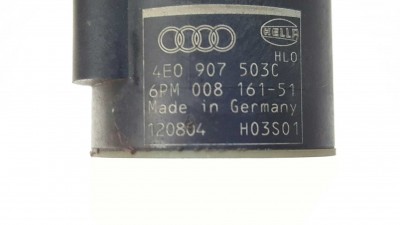 HELLA
HLO
4E0 907 503C
6PM 008 161-51
Made in Germany
120804 H03S01